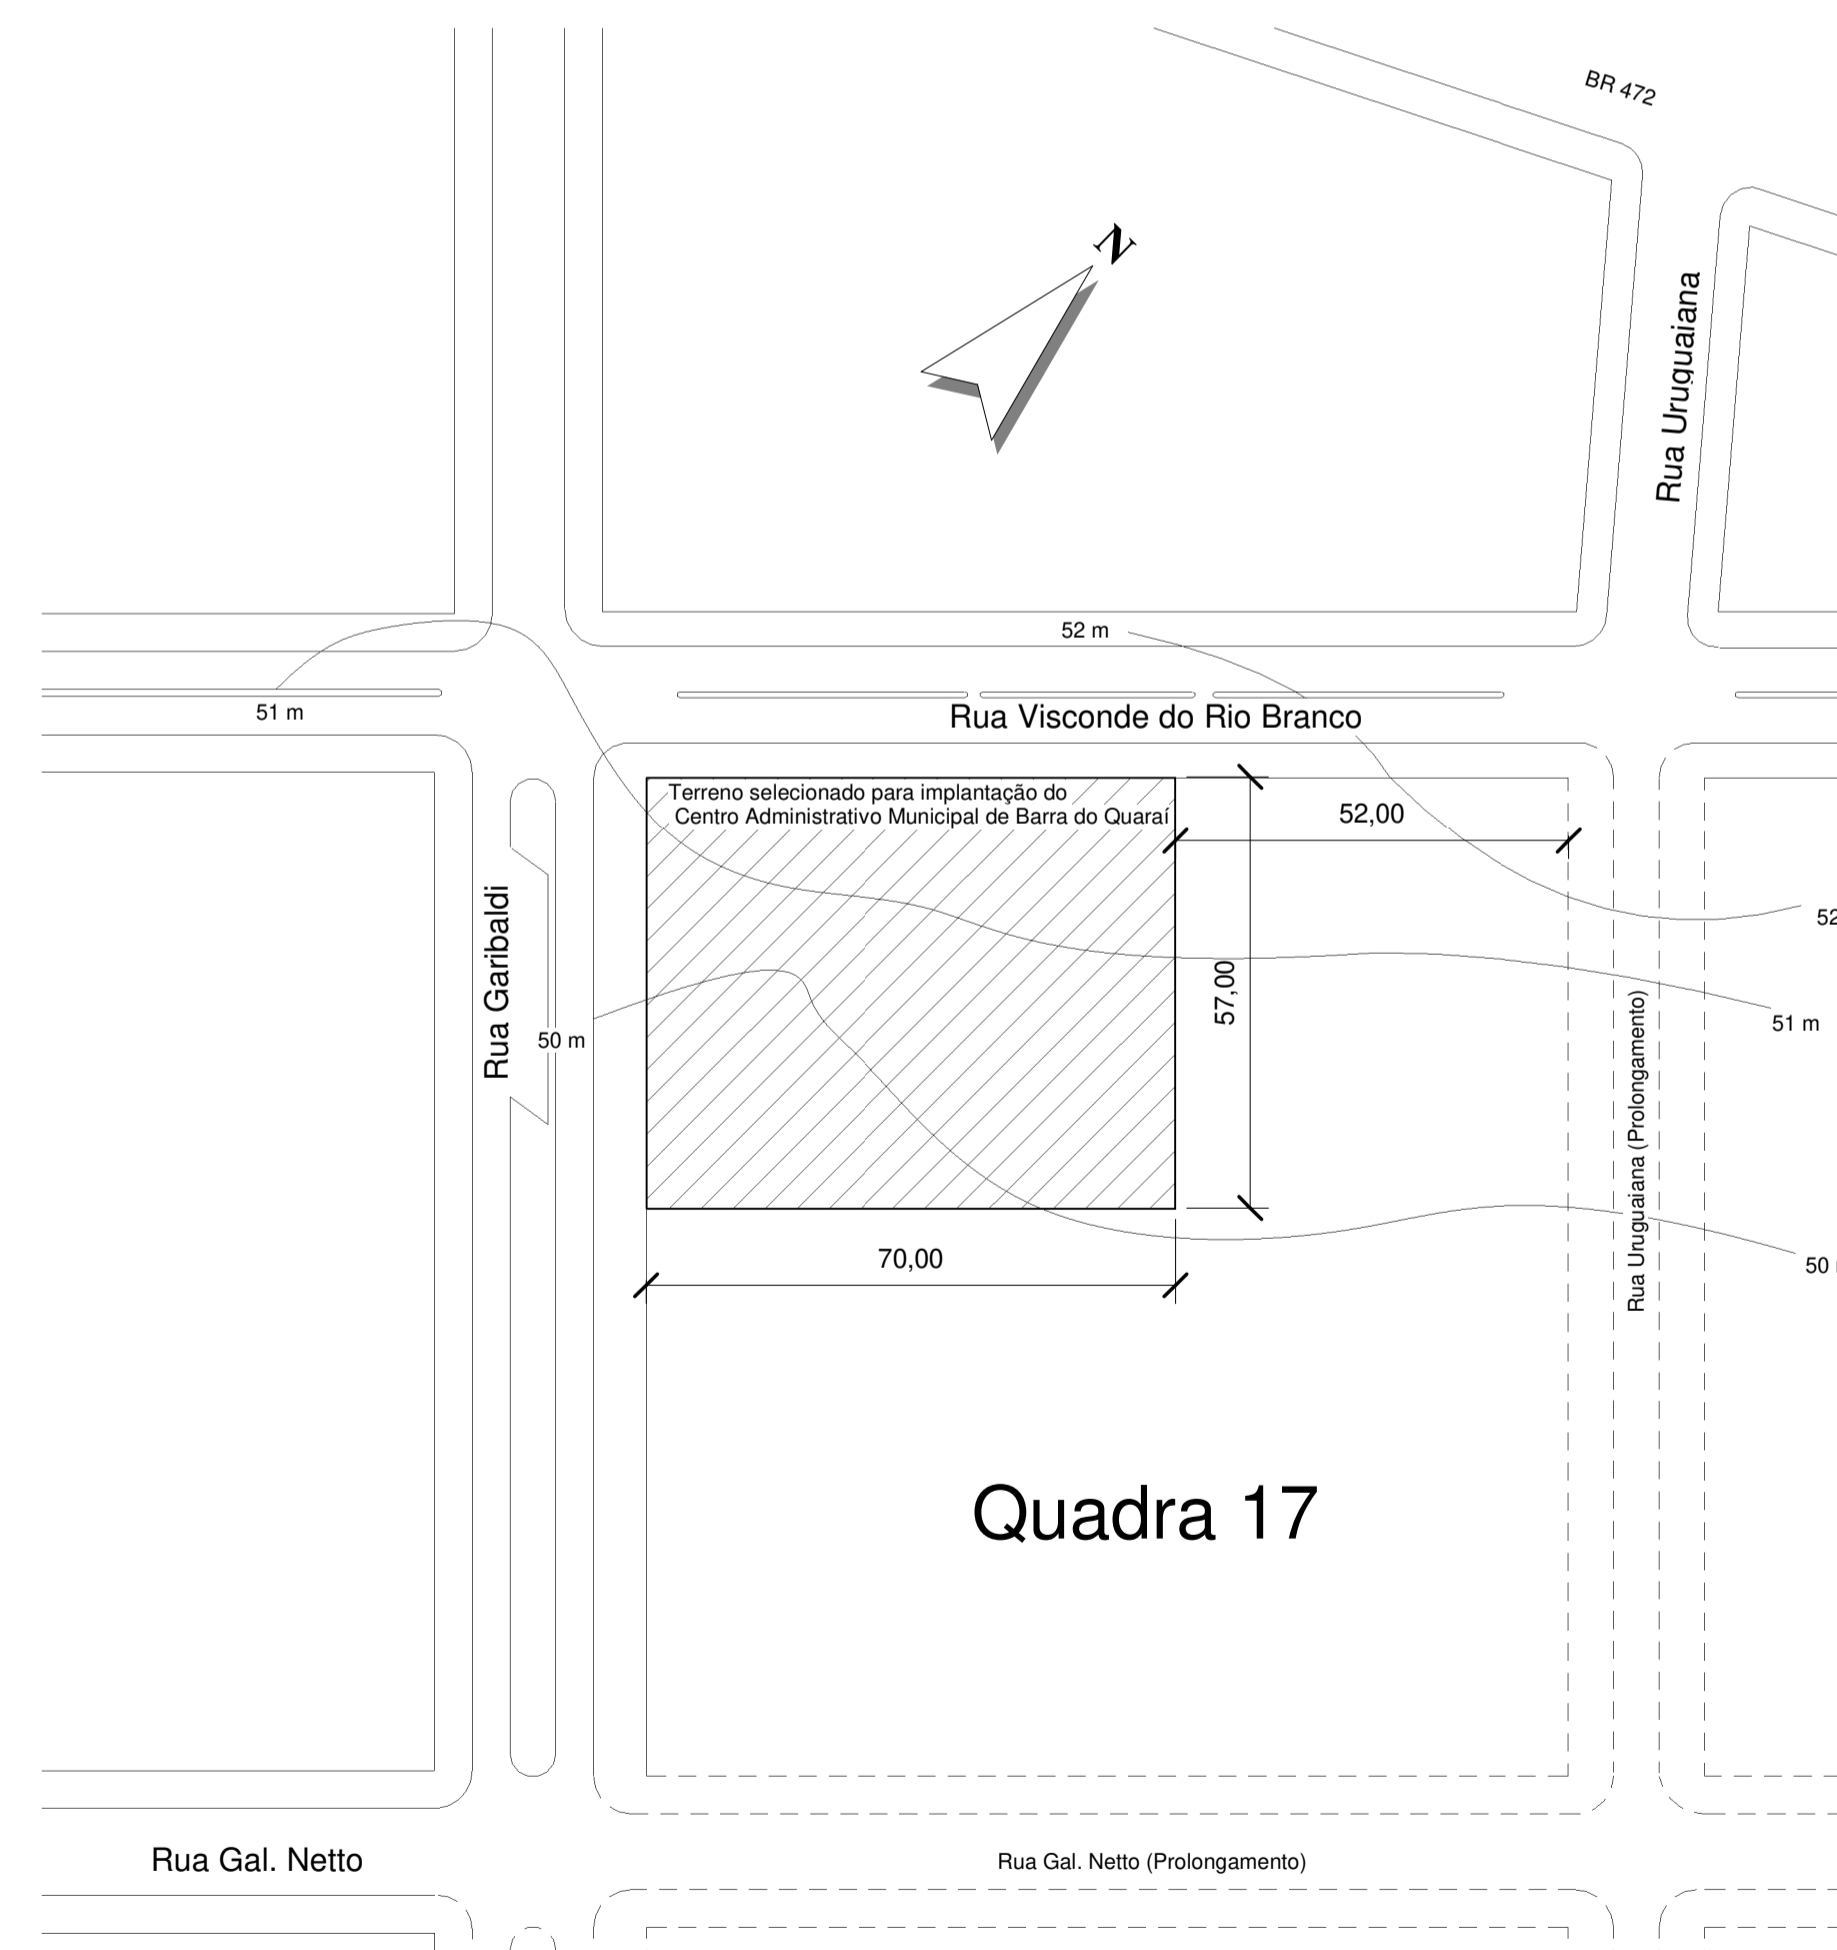 BR 472
N
Rua Uruguaiana
52 m
51 m
Rua Visconde do Rio Branco
Terreno selecionado para implantação do
Centro Administrativo Municipal de Barra do Quaraí
52,00
52
Rua Garibaldi
57,00
50 m
51 m
Rua Uruguaiana (Prolongamento)
70,00
50
Quadra 17
Rua Gal. Netto
Rua Gal. Netto (Prolongamento)